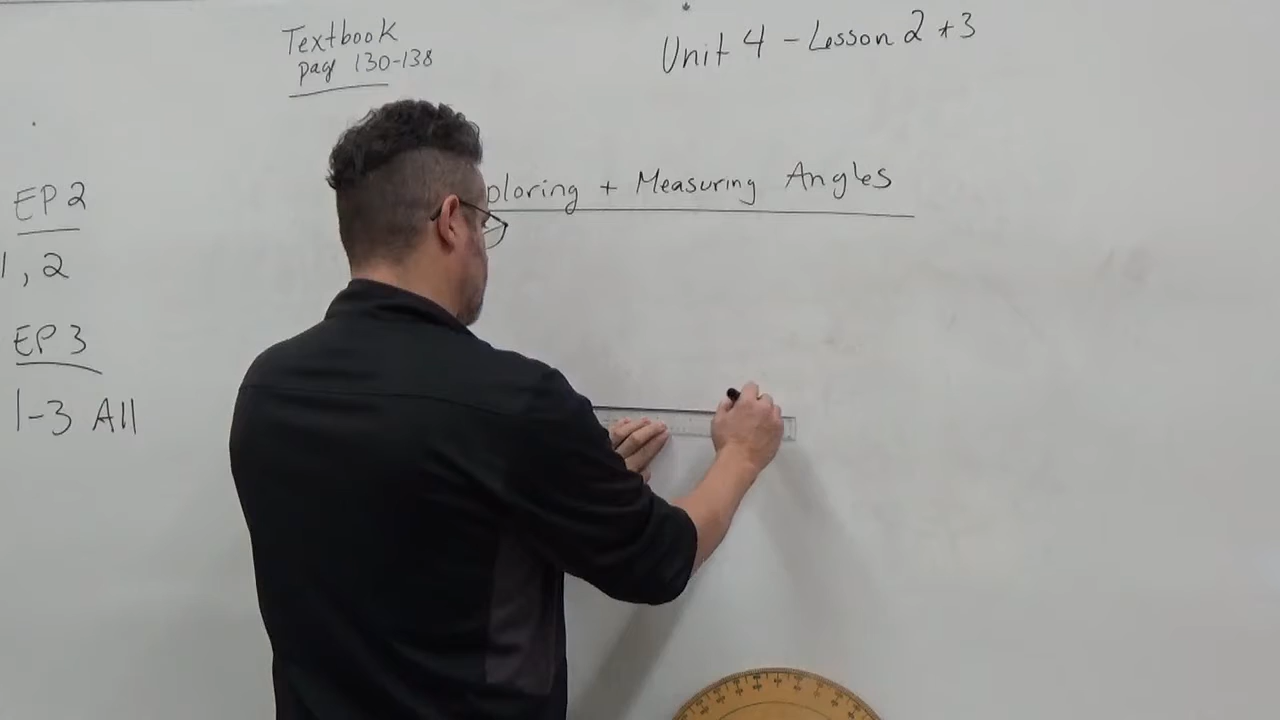 Textbook
pag 130-138
Unit 4 - Lesson 2 + 3
ploring + Measuring Angles
EP 2
1, 2
EP 3
1-3 All